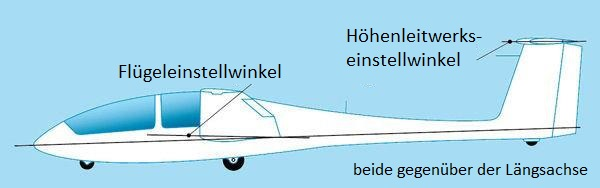 Höhenleitwerks-
einstellwinkel
Flügeleinstellwinkel
beide gegenüber der Längsachse